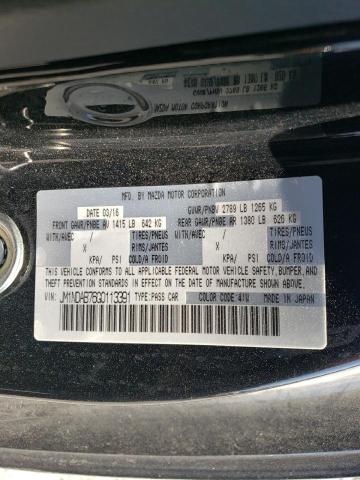 MFD. BY MAZDA MOTOR CORPORATION
DATE 03/16 GVWR/PNBV 2789 LB 1265 KG
FRONT GAWR/PNBE AV 1415 LB 642 KG REAR GAWR/PNBE AR 1380 LB 626 KG
WITH/AVEC TIRES/PNEUS WITH/AVEC TIRES/PNEUS
X RIMS/JANTES X RIMS/JANTES
KPA/ PSI COLD/A FROID KPA/ PSI COLD/A FROID
THIS VEHICLE CONFORMS TO ALL APPLICABLE FEDERAL MOTOR VEHICLE SAFETY, BUMPER, AND
THEFT PREVENTION STANDARDS IN EFFECT ON THE DATE OF MANUFACTURE SHOWN ABOVE.
VIN: JM1NDAB76G0113391 TYPE: PASS CAR COLOR CODE 41W MADE IN JAPAN